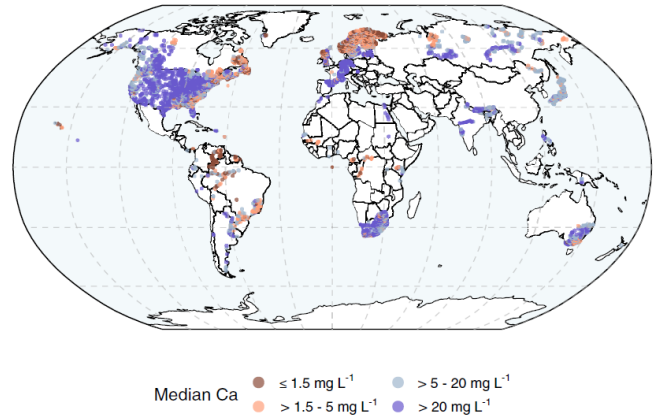 Median Ca
≤ 1.5 mg L⁻¹
> 5 - 20 mg L⁻¹
> 1.5 - 5 mg L⁻¹
> 20 mg L⁻¹